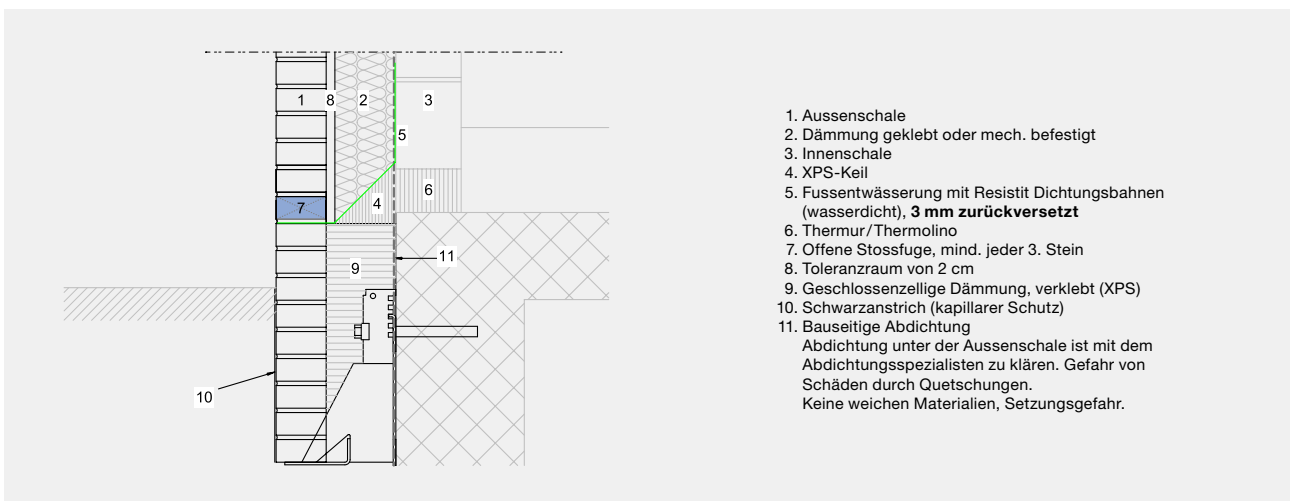 1 8 2 3
5
6
4
7
11
9
10
1. Aussenschale
2. Dämmung geklebt oder mech. befestigt
3. Innenschale
4. XPS-Keil
5. Fussentwässerung mit Resistit Dichtungsbahnen
(wasserdicht), 3 mm zurückversetzt
6. Thermur/Thermolino
7. Offene Stossfuge, mind. jeder 3. Stein
8. Toleranzraum von 2 cm
9. Geschlossenzellige Dämmung, verklebt (XPS)
10. Schwarzanstrich (kapillarer Schutz)
11. Bauseitige Abdichtung
Abdichtung unter der Aussenschale ist mit dem
Abdichtungsspezialisten zu klären. Gefahr von
Schäden durch Quetschungen.
Keine weichen Materialien, Setzungsgefahr.